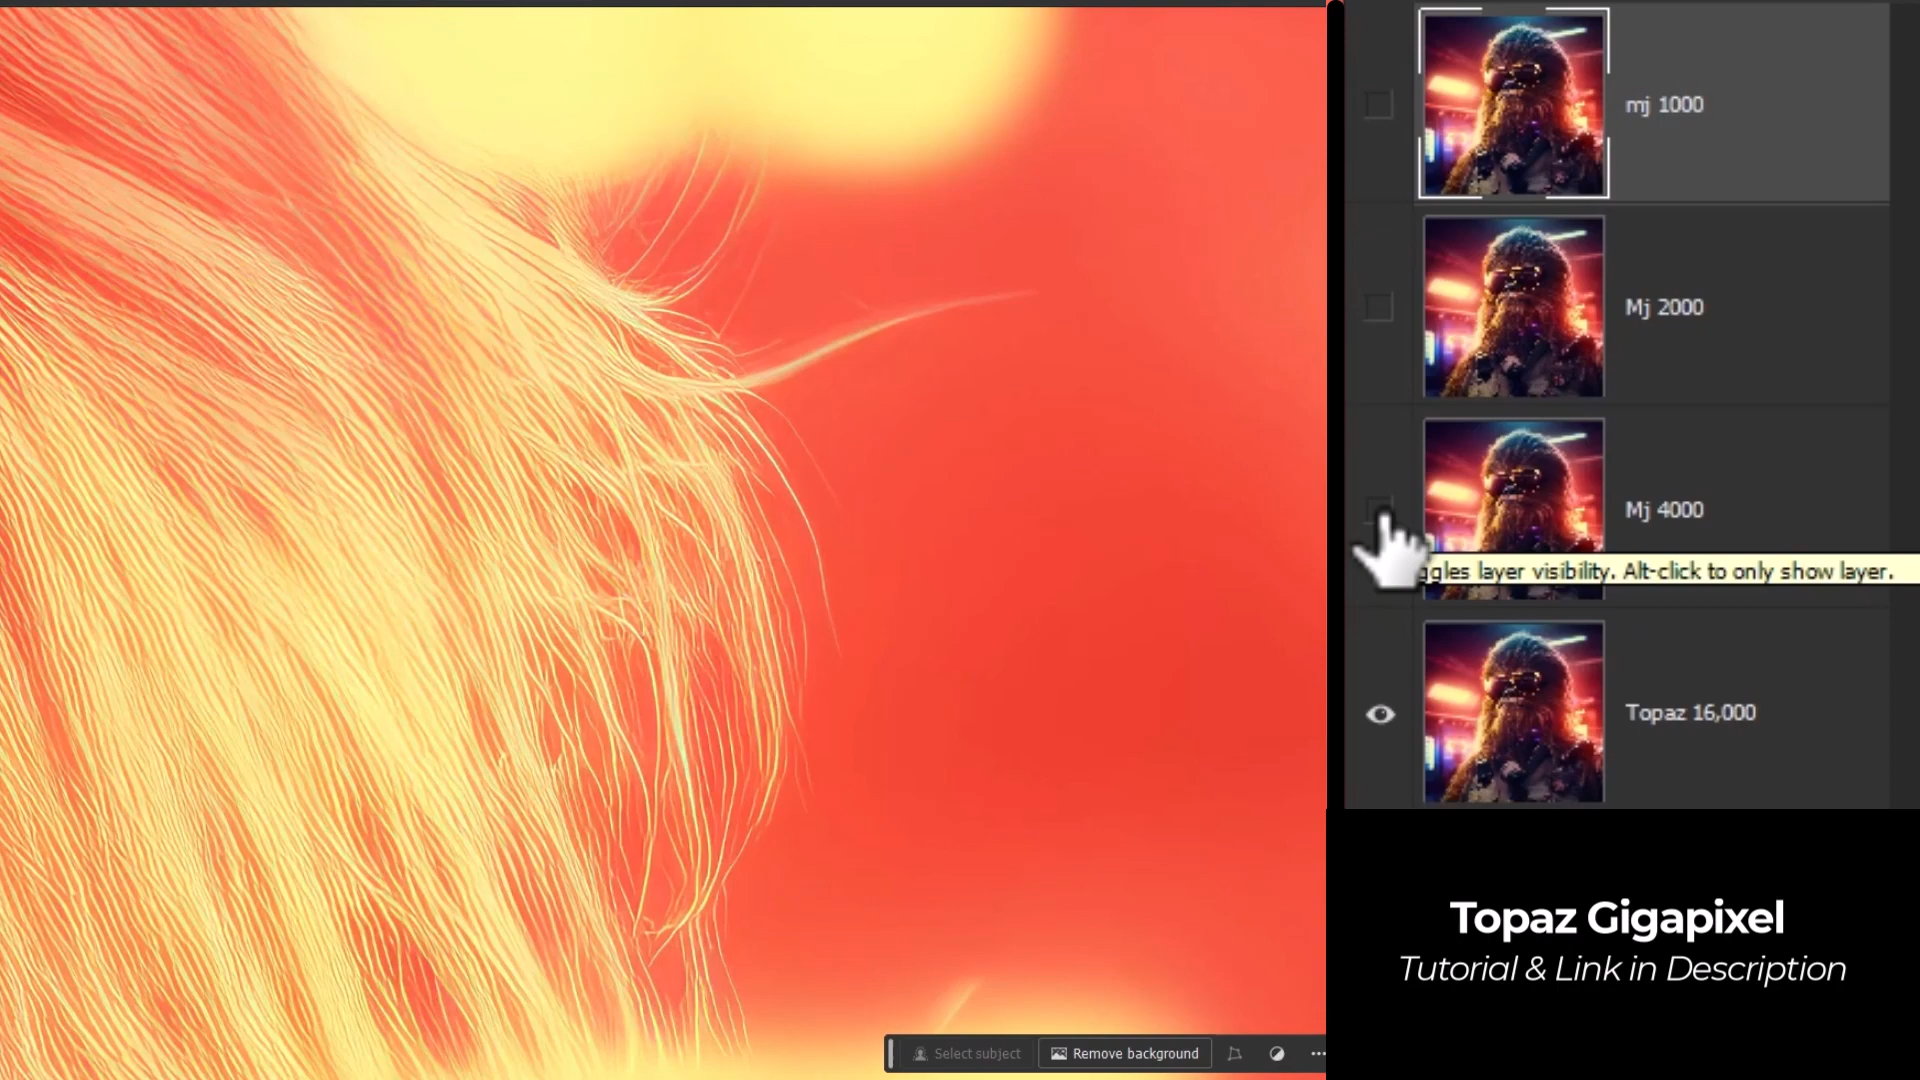 mj 1000
Mj 2000
Mj 4000
ggles layer visibility. Alt-click to only show layer.
Topaz 16,000
Topaz Gigapixel
Tutorial & Link in Description
Select subject
Remove background